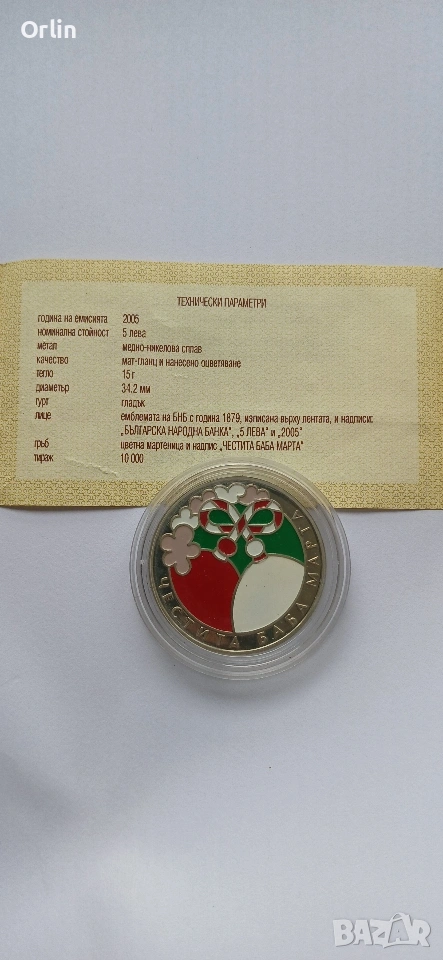 Orlin
ТЕХНИЧЕСКИ ПАРАМЕТРИ
година на емисията 2005
номинална стойност 5 лева
метал медно-никелова сплав
качество мат-гланц и нанесено оцветяване
тегло 15 г
диаметър 34.2 мм
гурт гладък
лице емблемата на БНБ с година 1879, изписана върху лентата, и надписи:
„БЪЛГАРСКА НАРОДНА БАНКА", „5 ЛЕВА" и „2005"
гръб цветна мартеница и надпис „ЧЕСТИТА БАБА МАРТА"
тираж 10 000
ЧЕСТИТА БАБА МАРТА
BAZAR